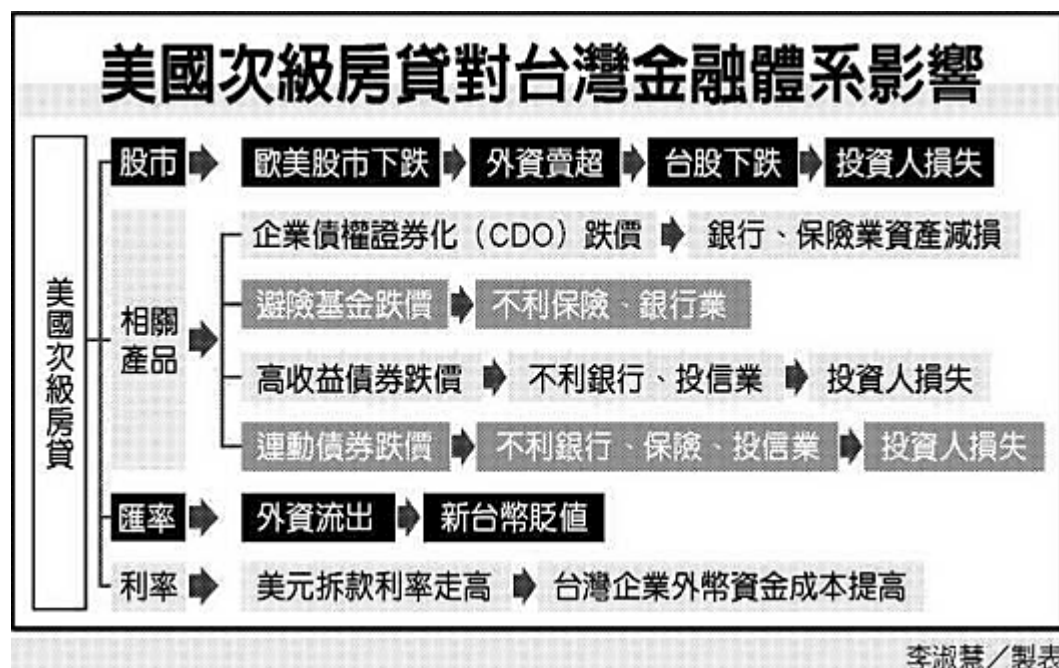 美國次級房貸對台灣金融體系影響
美國次級房貸
股市 歐美股市下跌 外資賣超 台股下跌 投資人損失
相關產品
企業債權證券化(CDO)跌價 銀行、保險業資產減損
避險基金跌價 不利保險、銀行業
高收益債券跌價 不利銀行、投信業 投資人損失
連動債券跌價 不利銀行、保險、投信業 投資人損失
匯率 外資流出 新台幣貶值
利率 美元拆款利率走高 台灣企業外幣資金成本提高
李淑慧/製表